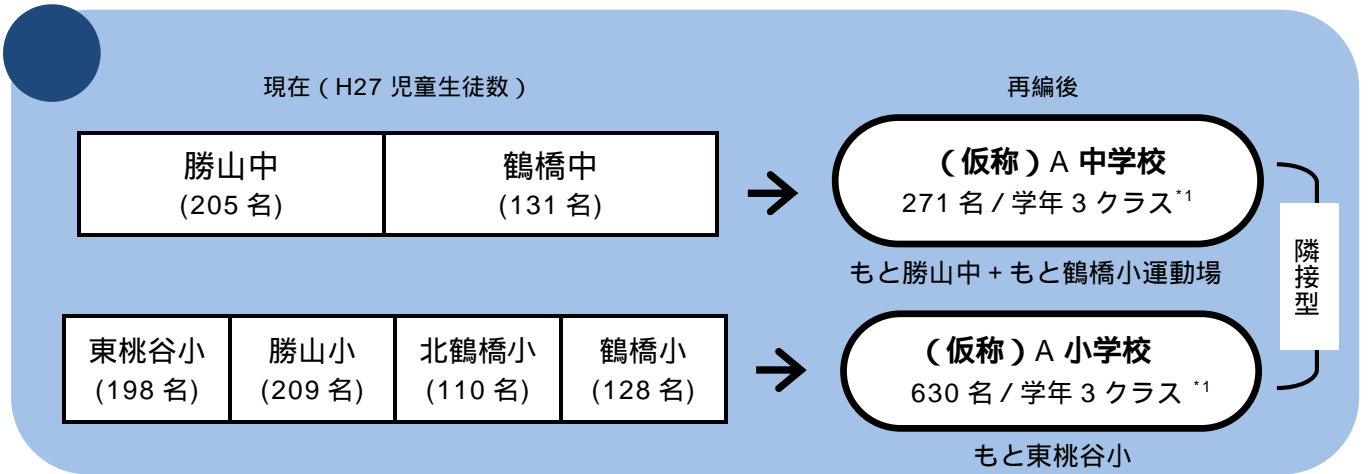 現在（H27 児童生徒数）
再編後
勝山中
(205 名)
鶴橋中
(131 名)
（仮称）A 中学校
271 名 / 学年 3 クラス*1
もと勝山中 + もと鶴橋小運動場
隣接型
東桃谷小
(198 名)
勝山小
(209 名)
北鶴橋小
(110 名)
鶴橋小
(128 名)
（仮称）A 小学校
630 名 / 学年 3 クラス *1
もと東桃谷小